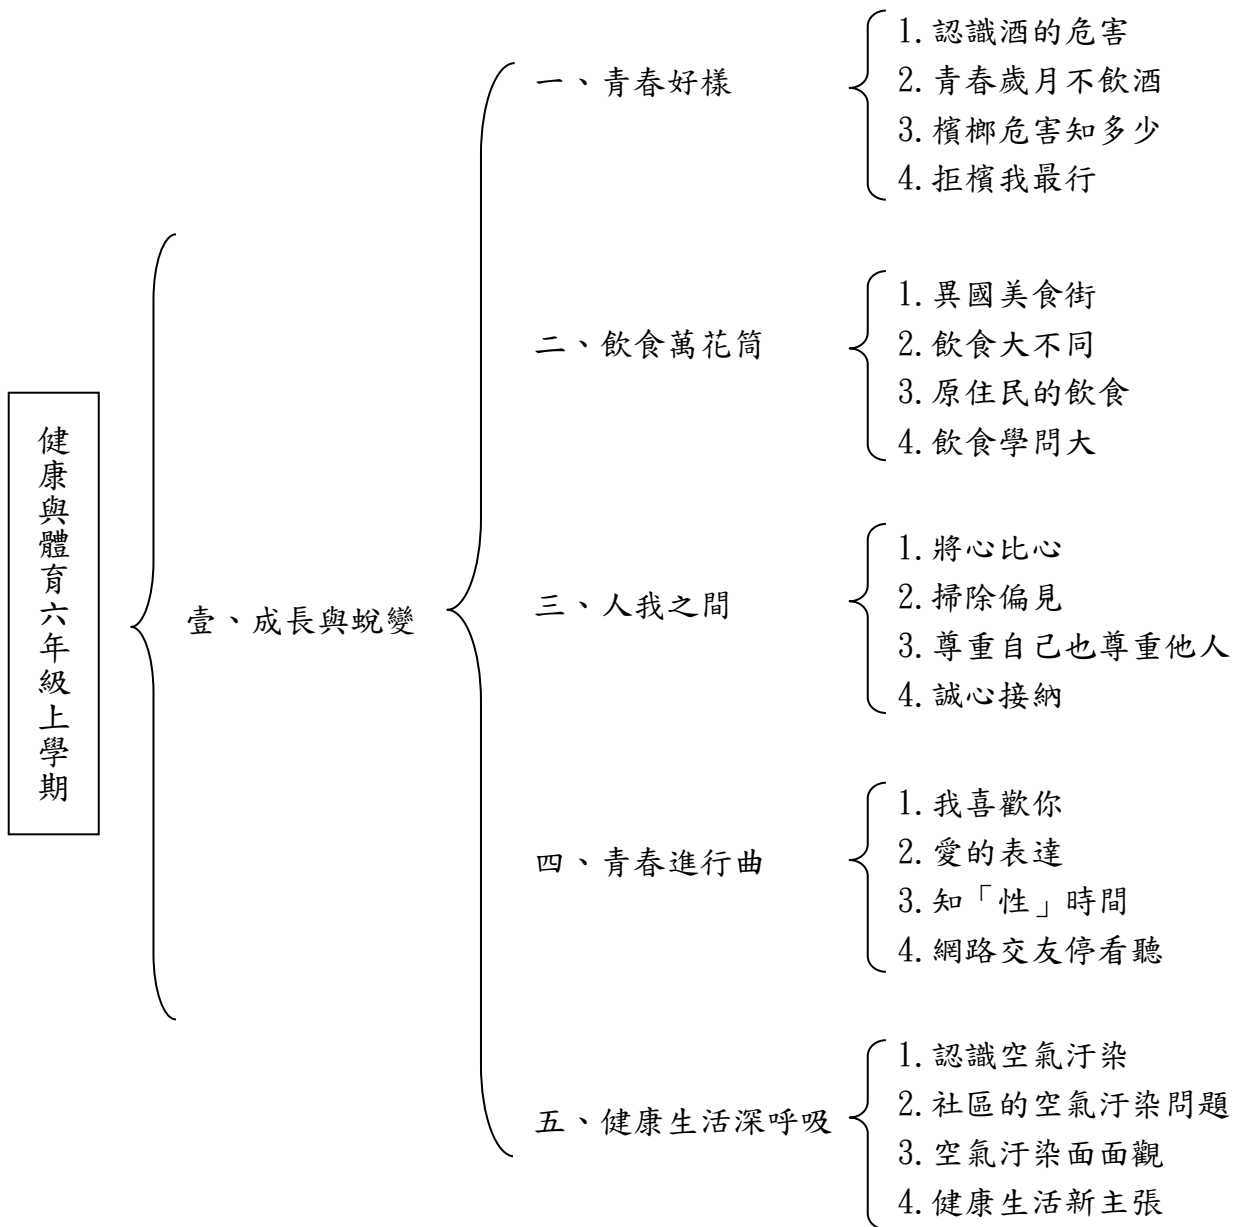 健康與體育六年級上學期
壹、成長與蛻變
一、青春好樣
1.認識酒的危害
2.青春歲月不飲酒
3.檳榔危害知多少
4.拒檳我最行
二、飲食萬花筒
1.異國美食街
2.飲食大不同
3.原住民的飲食
4.飲食學問大
三、人我之間
1.將心比心
2.掃除偏見
3.尊重自己也尊重他人
4.誠心接納
四、青春進行曲
1.我喜歡你
2.愛的表達
3.知「性」時間
4.網路交友停看聽
五、健康生活深呼吸
1.認識空氣汙染
2.社區的空氣汙染問題
3.空氣汙染面面觀
4.健康生活新主張